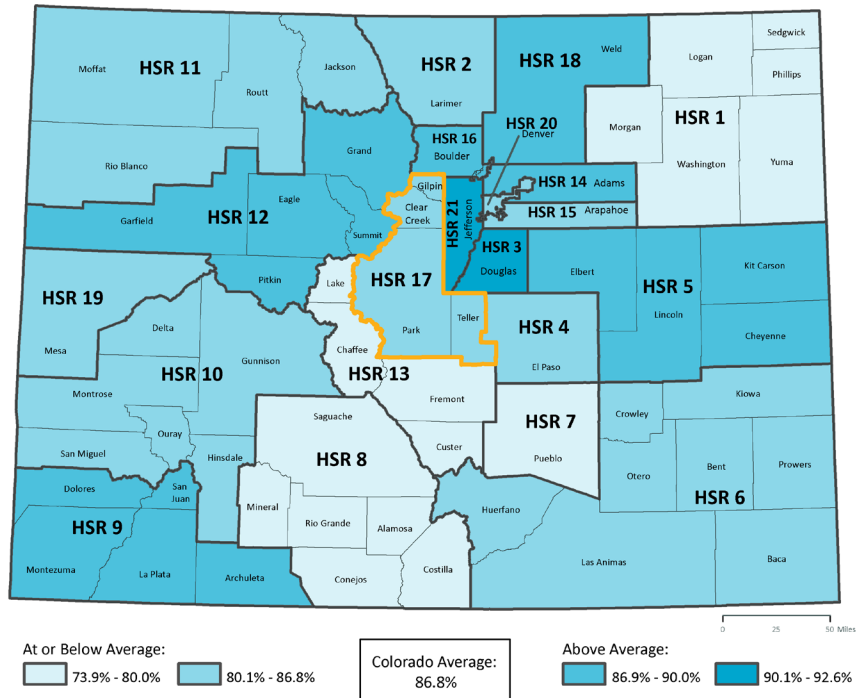 Sedgwick
Logan
Weld
HSR 18
HSR 2
Jackson
HSR 11
Moffat
Phillips
Routt
Larimer
HSR 1
HSR 20
Denver
Morgan
HSR 16
Boulder
Grand
Rio Blanco
Washington
Yuma
HSR 14 Adams
Gilpin
Eagle
Clear
Creek
HSR 15 Arapahoe
HSR 21
Jefferson
HSR 12
Garfield
Summit
HSR 3
Douglas
Elbert
Kit Carson
Pitkin
Lake
HSR 17
HSR 5
HSR 19
Lincoln
Teller
Park
HSR 4
Cheyenne
Delta
Mesa
Chaffee
Gunnison
El Paso
HSR 10
HSR 13
Montrose
Fremont
Kiowa
Saguache
Crowley
HSR 7
Ouray
Custer
San Miguel
Hinsdale
HSR 8
Pueblo
Bent
Prowers
Otero
HSR 6
Dolores
San
Juan
Mineral
Huerfano
HSR 9
Rio Grande
Alamosa
Las Animas
Baca
Montezuma
La Plata
Archuleta
Conejos
Costilla
0 25 50 Miles
At or Below Average:
73.9% - 80.0%
80.1% - 86.8%
Colorado Average:
86.8%
Above Average:
86.9% - 90.0%
90.1% - 92.6%